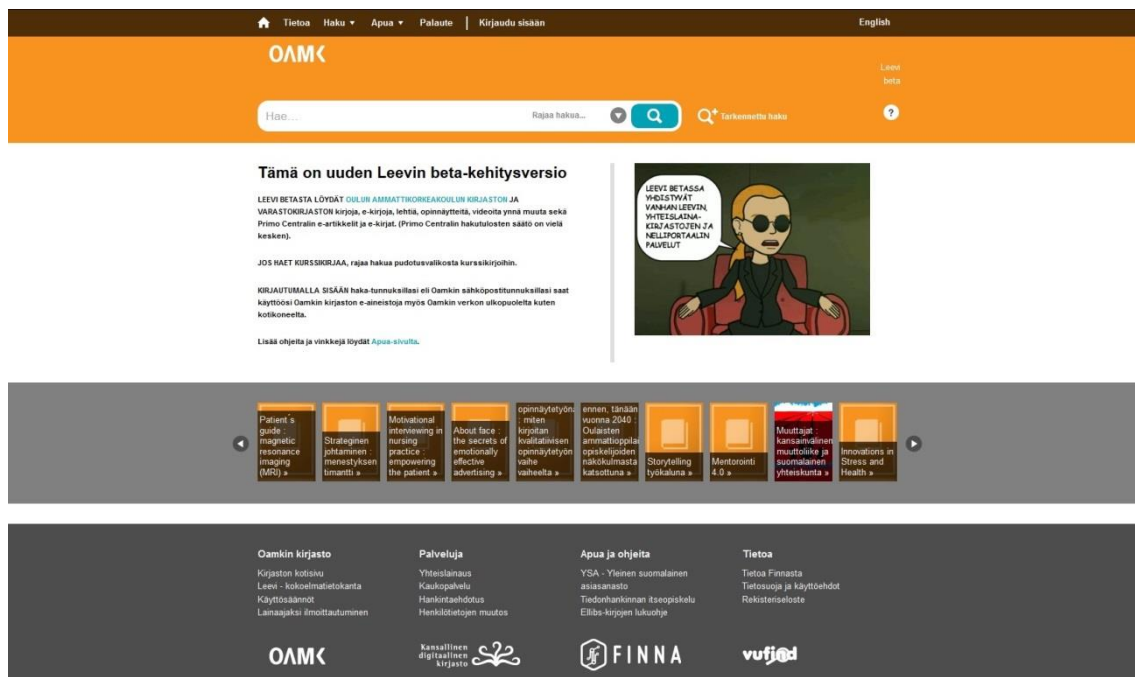 Tietoa Haku Apua Palaute Kirjaudu sisään English
OAMK
Leevi
beta
Hae... Rajaa hakua... Tarkennettu haku ?
Tämä on uuden Leevin beta-kehitysversio
LEEVI BETASTA LÖYDÄT OULUN AMMATTIKORKEAKOULUN KIRJASTON JA
VARASTOKIRJASTON kirjoja, e-kirjoja, lehtiä, opinnäytteitä, videoita ynnä muuta sekä
Primo Centralin e-artikkelit ja e-kirjat. (Primo Centralin hakutulosten säätö on vielä
kesken).
JOS HAET KURSSIKIRJAA, rajaa hakua pudotusvalikosta kurssikirjoihin.
KIRJAUTUMALLA SISÄÄN haka-tunnuksillasi eli Oamkin sähköpostitunnuksillasi saat
käyttöösi Oamkin kirjaston e-aineistoja myös Oamkin verkon ulkopuolelta kuten
kotikoneelta.
Lisää ohjeita ja vinkkejä löydät Apua-sivulta.
LEEVI BETASSA
YHDISTYVÄT
VANHAN LEEVIN,
YHTEISLAINA-
KIRJASTOJEN JA
NELLIPORTAALIN
PALVELUT
Patient´s
guide :
magnetic
resonance
imaging
(MRI) »
Strateginen
johtaminen :
menestyksen
timantti »
Motivational
interviewing in
nursing
practice :
empowering
the patient »
About face :
the secrets of
emotionally
effective
advertising »
opinnäytetyön
: miten
kirjoitan
kvalitatiivisen
opinnäytetyön
vaihe
vaiheelta »
ennen, tänään
vuonna 2040 :
Oulaisten
ammattioppilai
opiskelijoiden
näkökulmasta
katsottuna »
Storytelling
työkaluna »
Mentorointi
4.0 »
Muuttajat :
kansainvälinen
muuttoliike ja
suomalainen
yhteiskunta »
Innovations in
Stress and
Health »
Oamkin kirjasto
Kirjaston kotisivu
Leevi - kokoelmatietokanta
Käyttösäännöt
Lainaajaksi ilmoittautuminen
Palveluja
Yhteislainaus
Kaukopalvelu
Hankintaehdotus
Henkilötietojen muutos
Apua ja ohjeita
YSA - Yleinen suomalainen
asiasanasto
Tiedonhankinnan itseopiskelu
Ellibs-kirjojen lukuohje
Tietoa
Tietoa Finnasta
Tietosuoja ja käyttöehdot
Rekisteriseloste
OAMK
Kansallinen
digitaalinen
kirjasto
FINNA
vufind